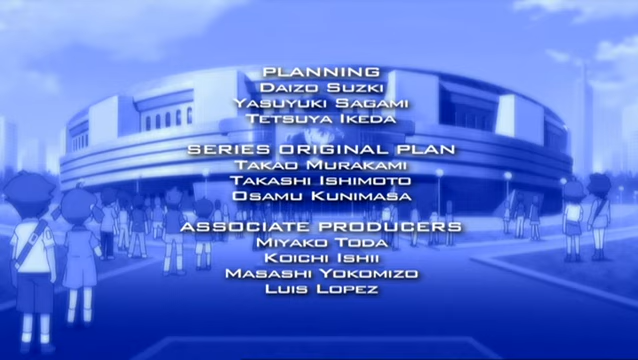 PLANNING
DAIZO SUZKI
YASUYUKI SAGAMI
TETSUYA IKEDA
SERIES ORIGINAL PLAN
TAKAO MURAKAMI
TAKASHI ISHIMOTO
OSAMU KUNIMASA
ASSOCIATE PRODUCERS
MIYAKO TODA
KOICHI ISHII
MASASHI YOKOMIZO
LUIS LOPEZ